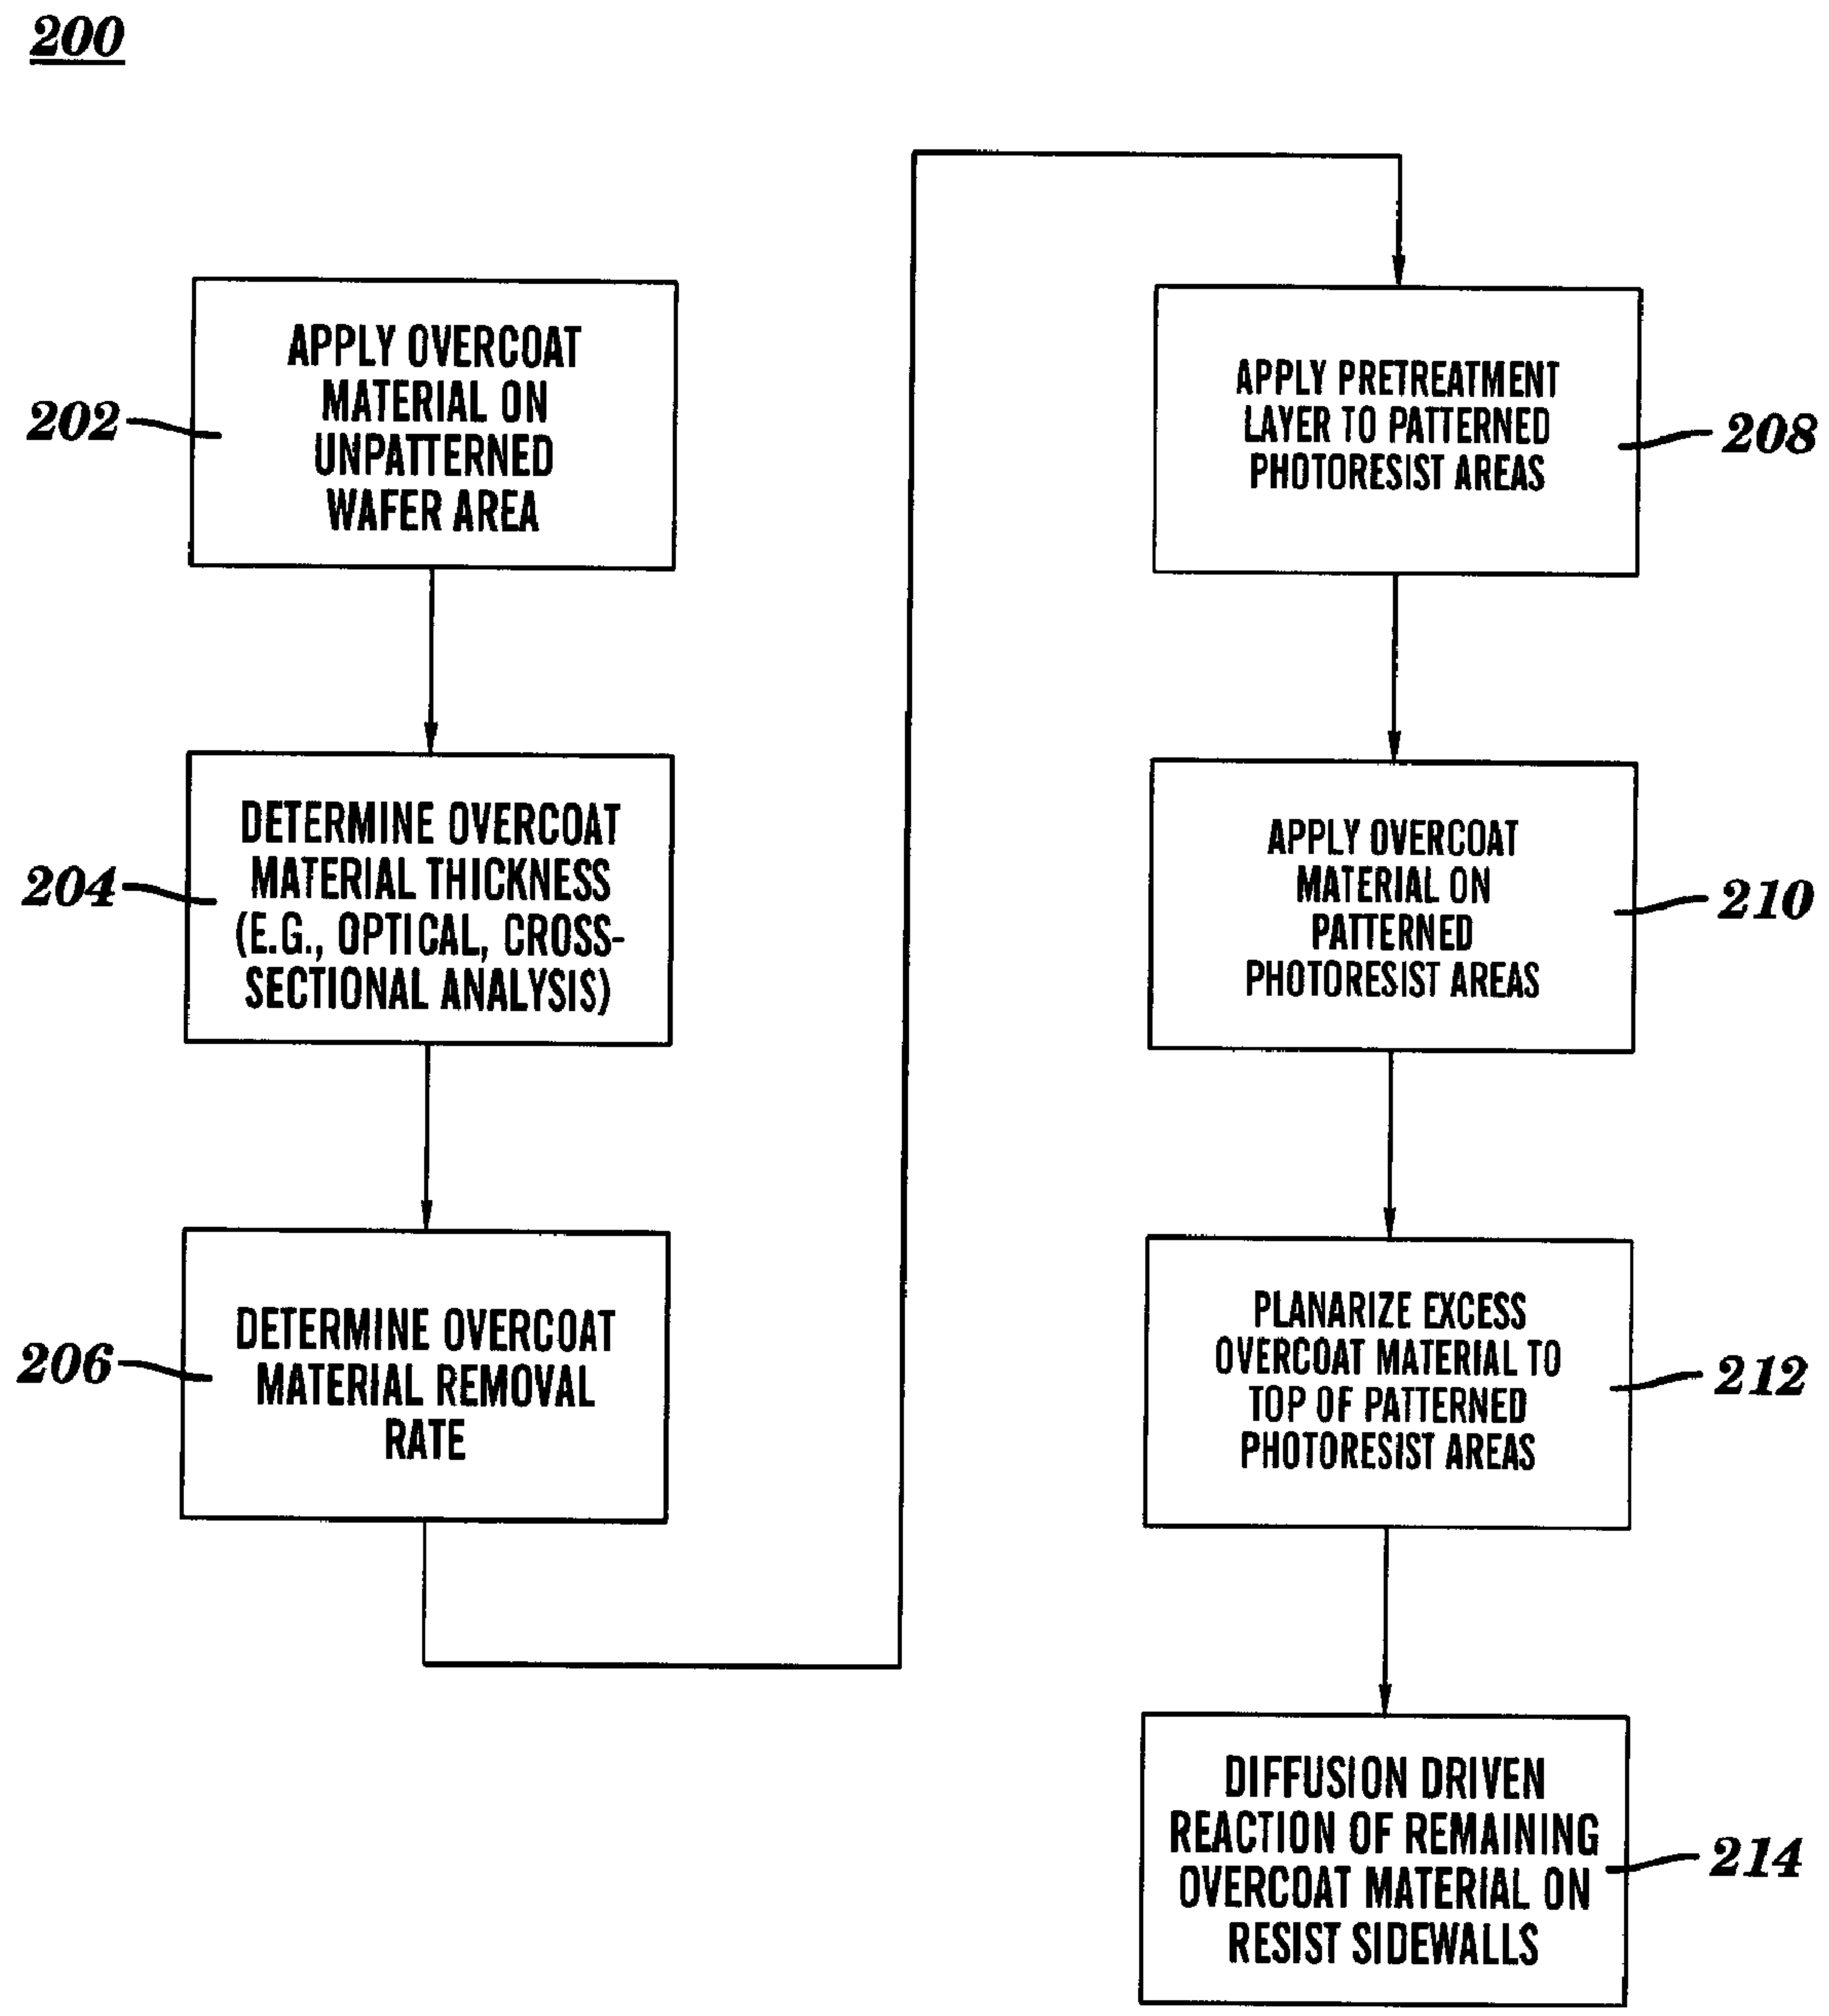 200
202
APPLY OVERCOAT
MATERIAL ON
UNPATTERNED
WAFER AREA
204
DETERMINE OVERCOAT
MATERIAL THICKNESS
(E.G., OPTICAL, CROSS-
SECTIONAL ANALYSIS)
206
DETERMINE OVERCOAT
MATERIAL REMOVAL
RATE
APPLY PRETREATMENT
LAYER TO PATTERNED
PHOTORESIST AREAS
208
APPLY OVERCOAT
MATERIAL ON
PATTERNED
PHOTORESIST AREAS
210
PLANARIZE EXCESS
OVERCOAT MATERIAL TO
TOP OF PATTERNED
PHOTORESIST AREAS
212
DIFFUSION DRIVEN
REACTION OF REMAINING
OVERCOAT MATERIAL ON
RESIST SIDEWALLS
214